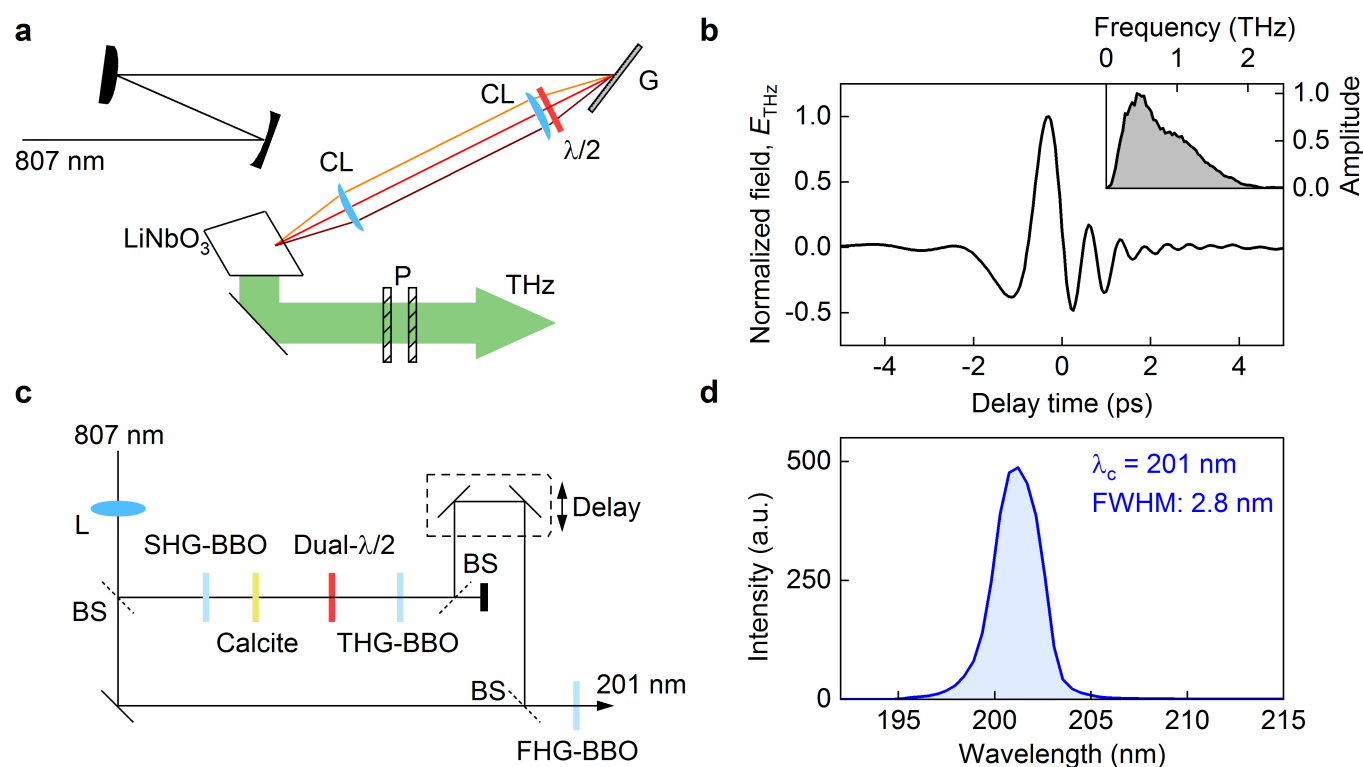 a
807 nm
CL
CL
G
λ/2
LiNbO3
P
THz
b
Frequency (THz)
0 1 2
1.0
0.5
0.0
Amplitude
Normalized field, ETHz
1.0
0.5
0.0
-0.5
-4 -2 0 2 4
Delay time (ps)
c
807 nm
L
SHG-BBO
Dual-λ/2
Delay
BS
BS
Calcite
THG-BBO
BS
201 nm
FHG-BBO
d
λc = 201 nm
FWHM: 2.8 nm
Intensity (a.u.)
500
250
0
195 200 205 210 215
Wavelength (nm)